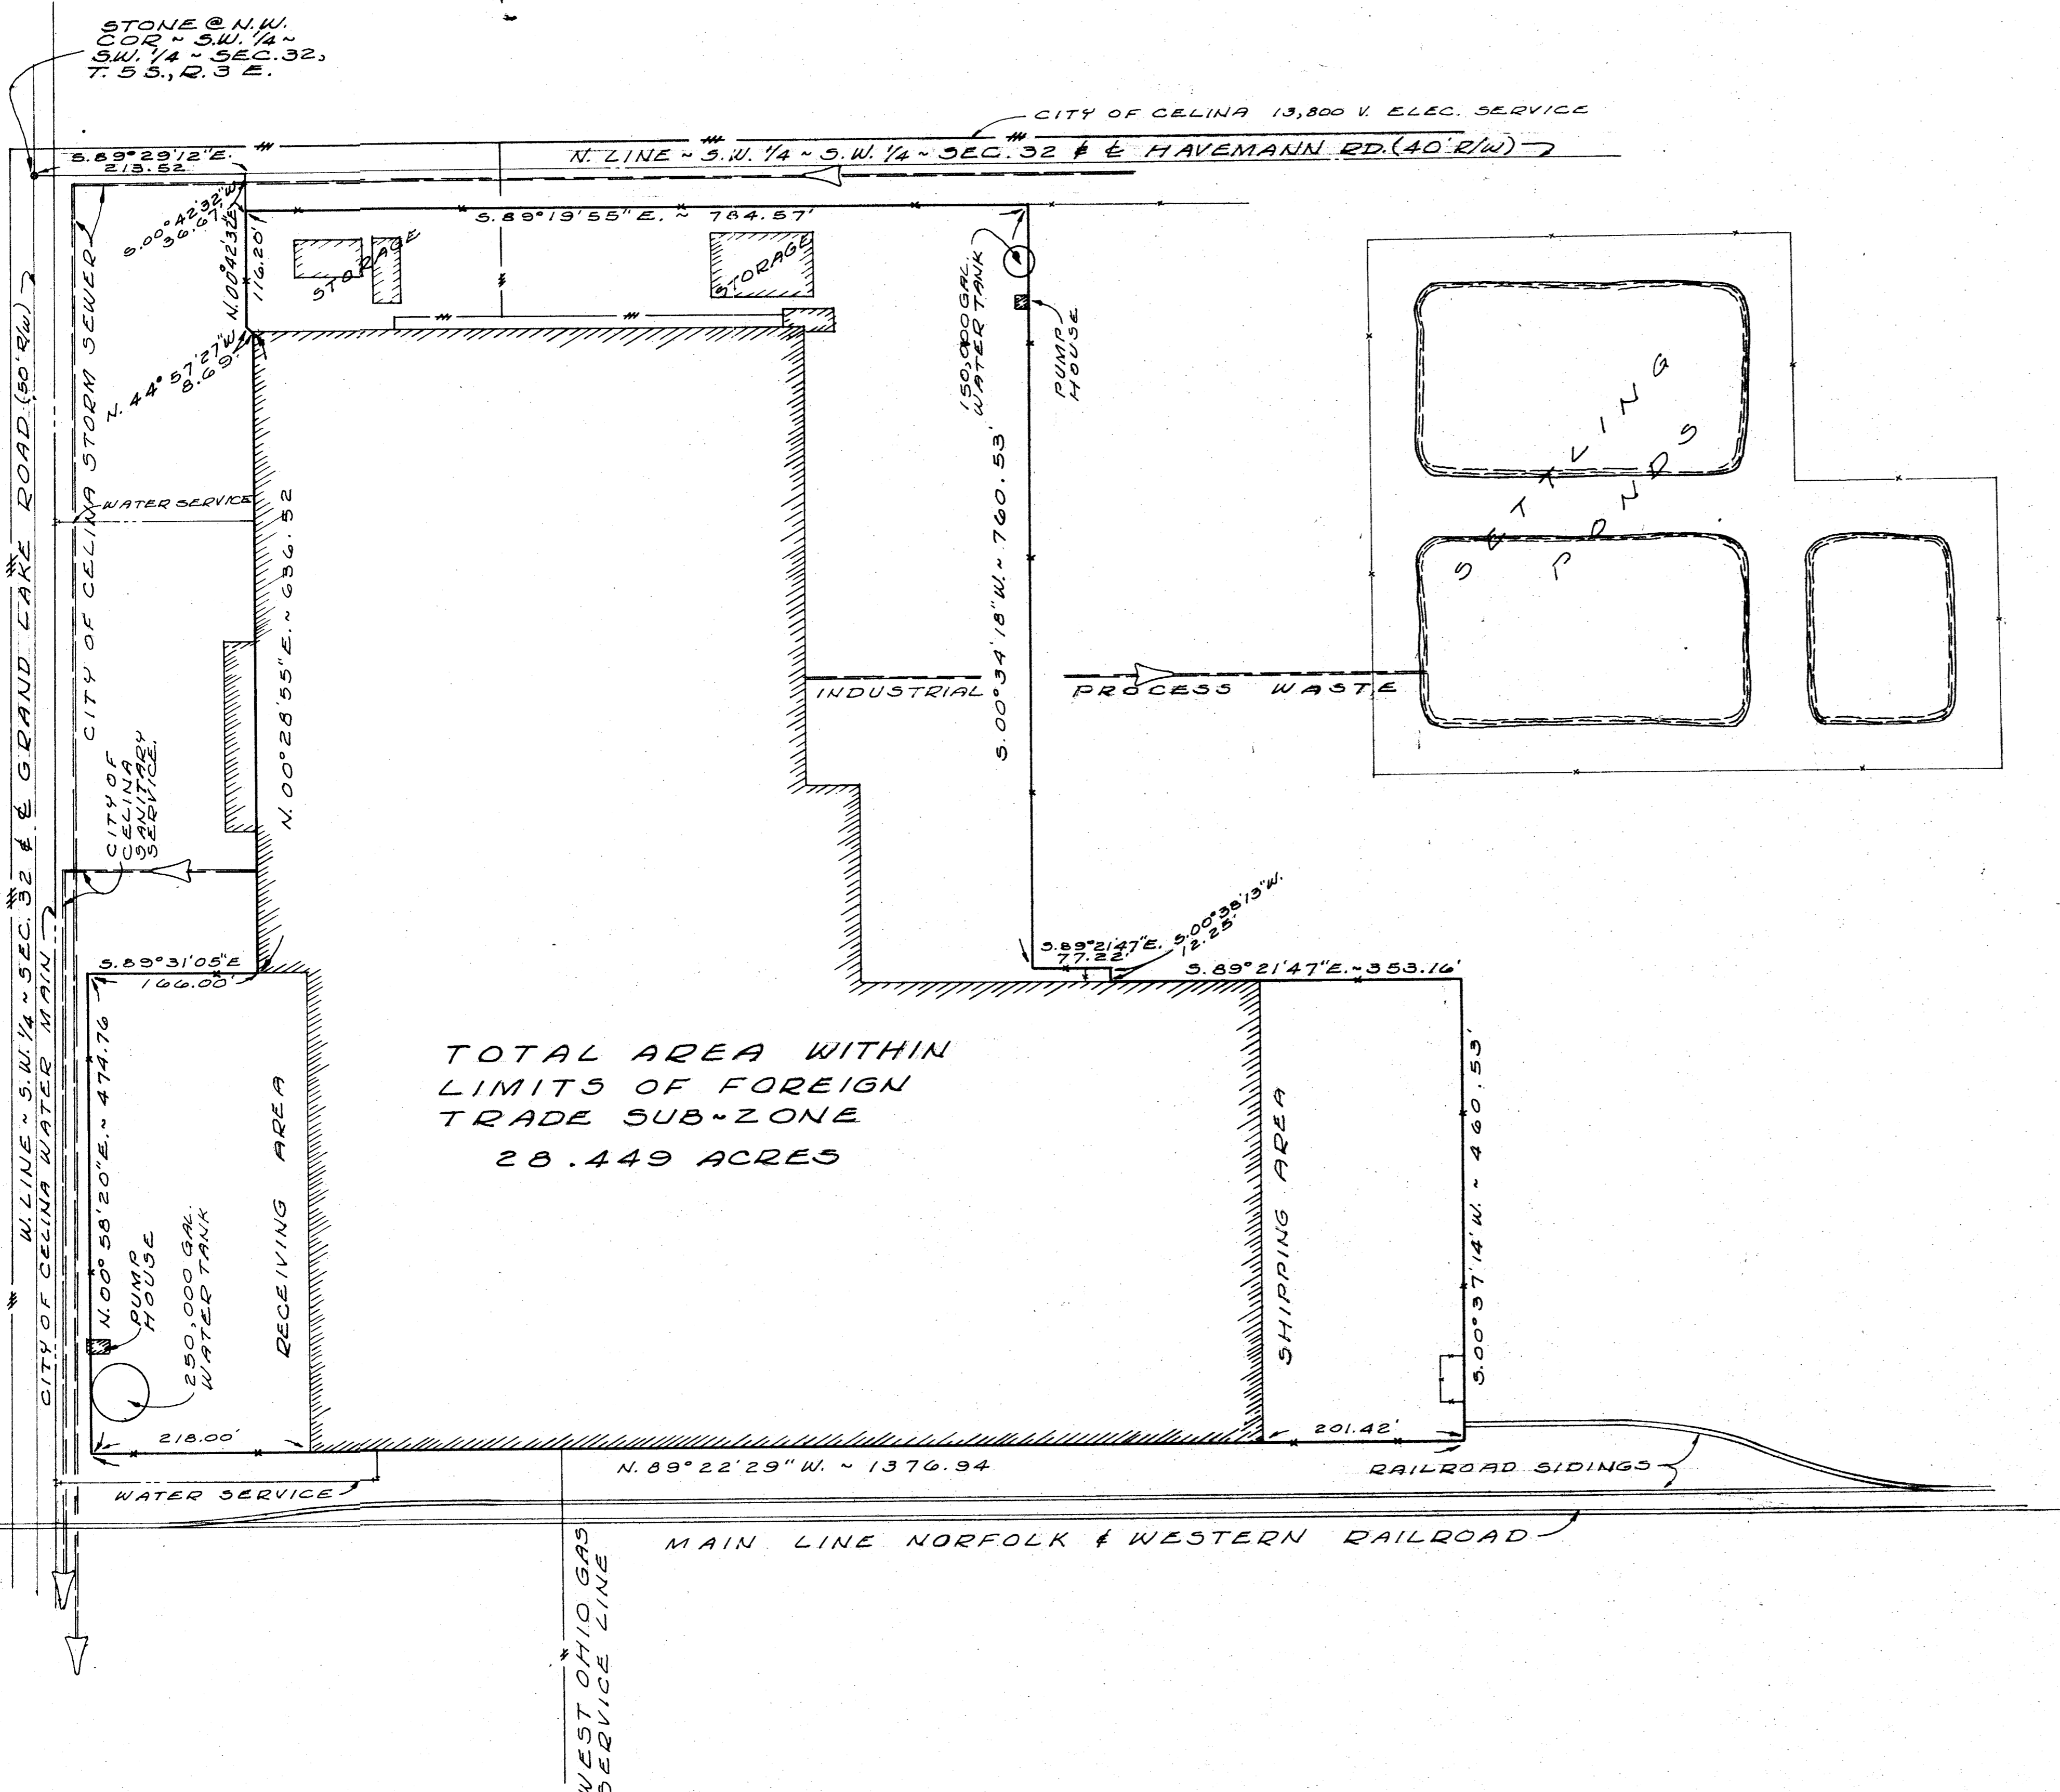 STONE @ N.W.
COR ~ S.W. 1/4 ~
S.W. 1/4 ~ SEC. 32,
T. 5 S., R. 3 E.
CITY OF CELINA 13,800 V. ELEC. SERVICE
N. LINE ~ S.W. 1/4 ~ S.W. 1/4 ~ SEC. 32 & ℄ HAVEMANN RD. (40' R/W)
S.89°29'12"E.
213.52
S.00°42'32"W.
36.67'
N.00°42'32"E.
116.20'
S.89°19'55"E. ~ 784.57'
STORAGE
STORAGE
150,000 GAL.
WATER TANK
PUMP
HOUSE
SETTLING
PONDS
N. 44°57'27"W.
8.69'
WATER SERVICE
CITY OF CELINA STORM SEWER
W. LINE ~ S.W. 1/4 ~ SEC. 32 & ℄ GRAND LAKE ROAD (50' R/W)
CITY OF CELINA WATER MAIN
N.00°28'55"E. ~ 636.52
S.00°34'18"W. ~ 760.53'
INDUSTRIAL PROCESS WASTE
CITY OF
CELINA
SANITARY
SERVICE.
S.89°31'05"E
166.00'
S.89°21'47"E.
77.22'
S.00°38'13"W.
12.25'
S.89°21'47"E. ~ 353.16'
N.00°58'20"E. ~ 474.76
PUMP
HOUSE
250,000 GAL.
WATER TANK
RECEIVING AREA
TOTAL AREA WITHIN
LIMITS OF FOREIGN
TRADE SUB~ZONE
28.449 ACRES
SHIPPING AREA
S.00°37'14"W. ~ 460.53'
218.00'
201.42'
N.89°22'29"W. ~ 1376.94
WATER SERVICE
RAILROAD SIDINGS
MAIN LINE NORFOLK & WESTERN RAILROAD
WEST OHIO GAS
SERVICE LINE